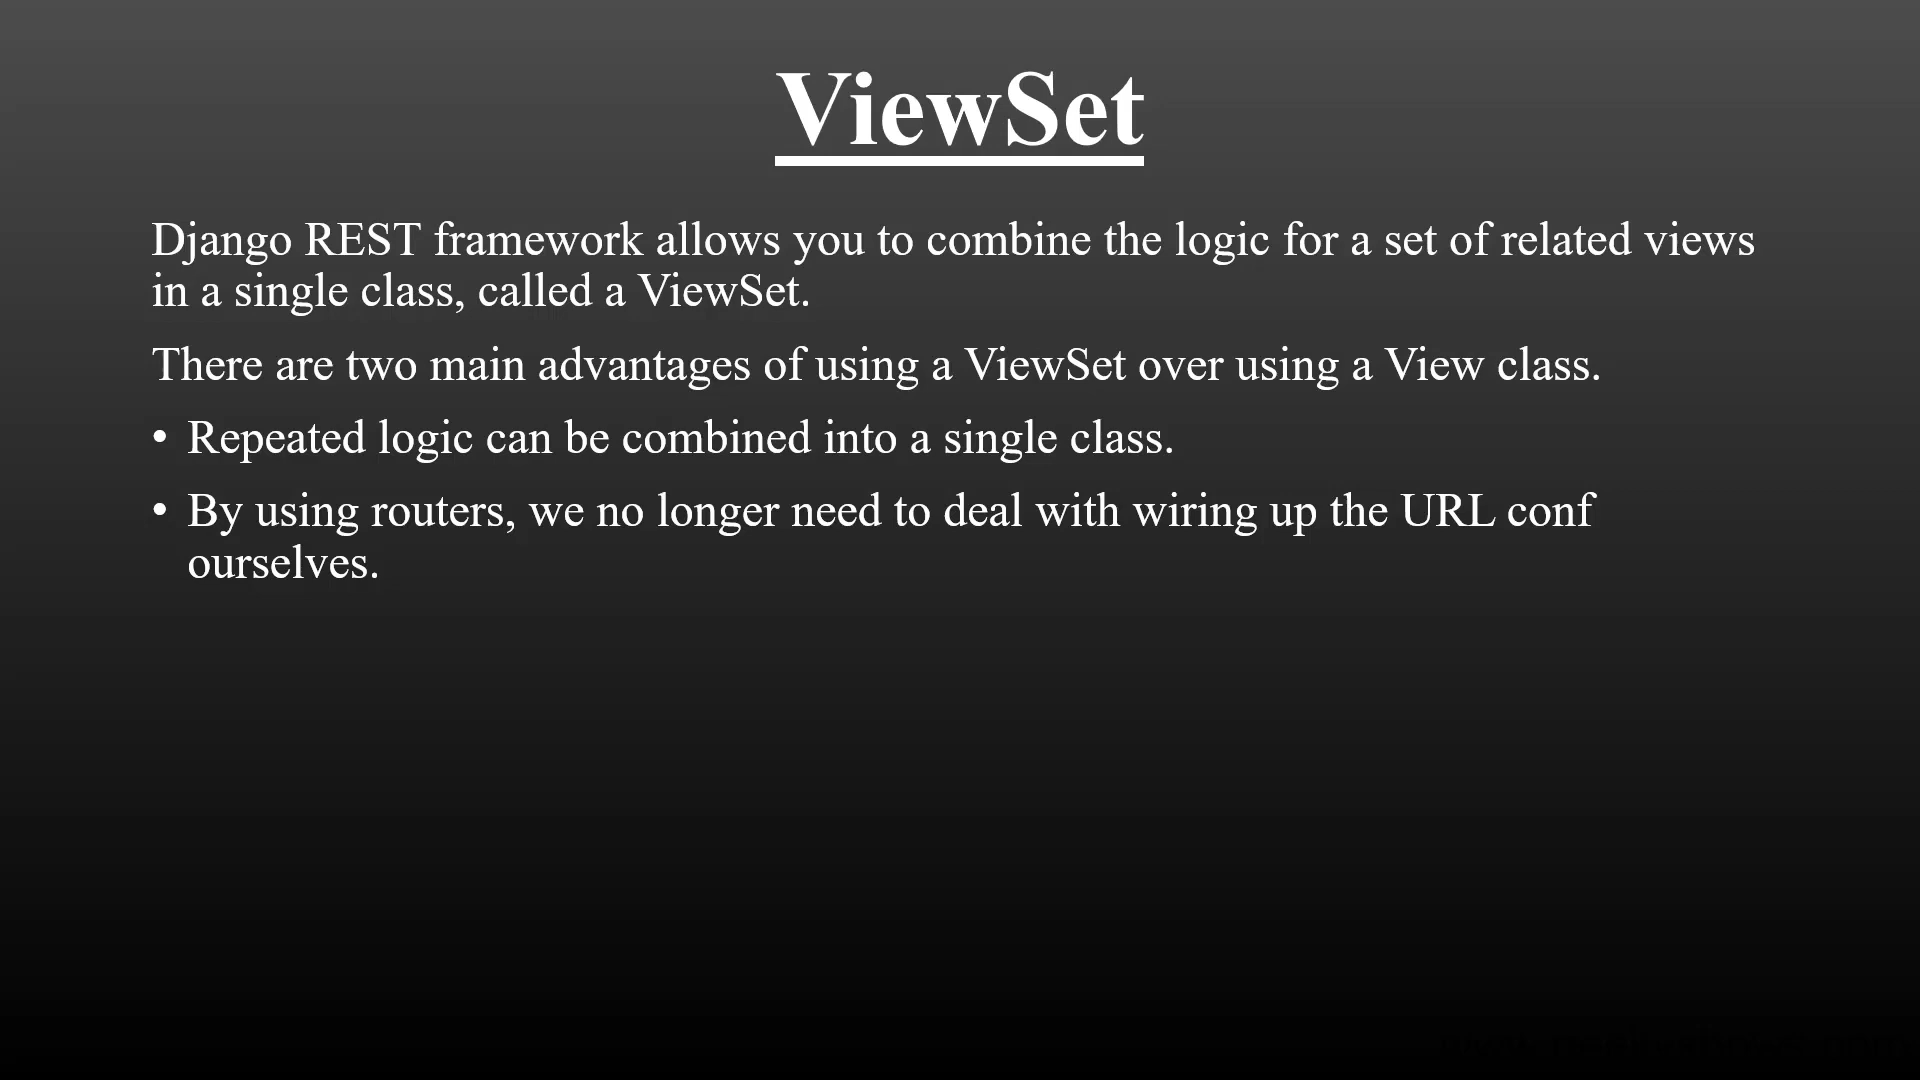 ViewSet
Django REST framework allows you to combine the logic for a set of related views
in a single class, called a ViewSet.
There are two main advantages of using a ViewSet over using a View class.
• Repeated logic can be combined into a single class.
• By using routers, we no longer need to deal with wiring up the URL conf
ourselves.